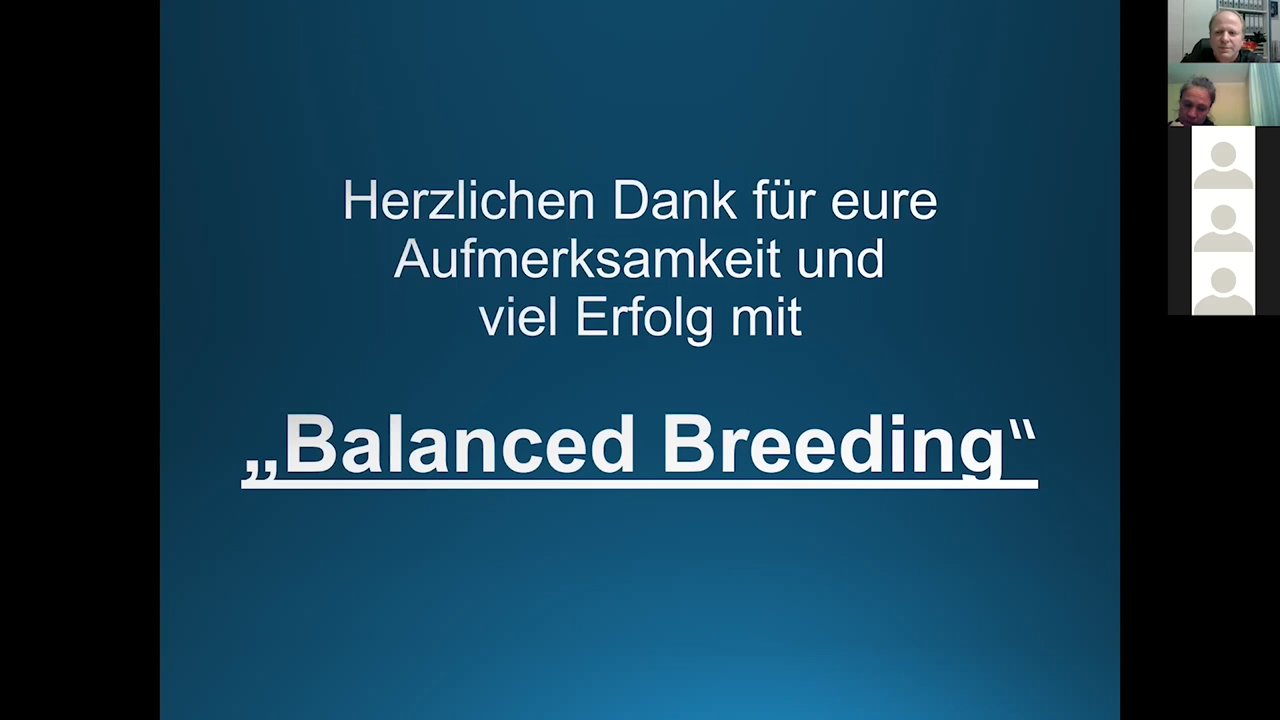 Herzlichen Dank für eure
Aufmerksamkeit und
viel Erfolg mit
„Balanced Breeding‟